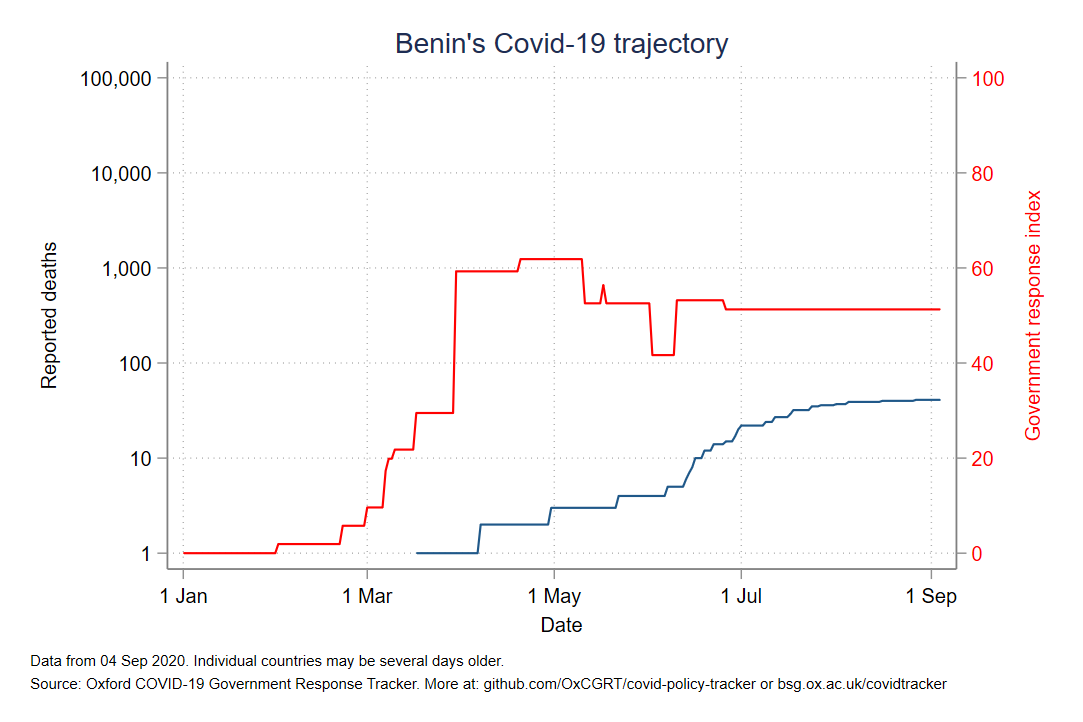 Benin's Covid-19 trajectory
100,000
10,000
1,000
100
10
1
Reported deaths
100
80
60
40
20
0
Government response index
1 Jan
1 Mar
1 May
1 Jul
1 Sep
Date
Data from 04 Sep 2020. Individual countries may be several days older.
Source: Oxford COVID-19 Government Response Tracker. More at: github.com/OxCGRT/covid-policy-tracker or bsg.ox.ac.uk/covidtracker